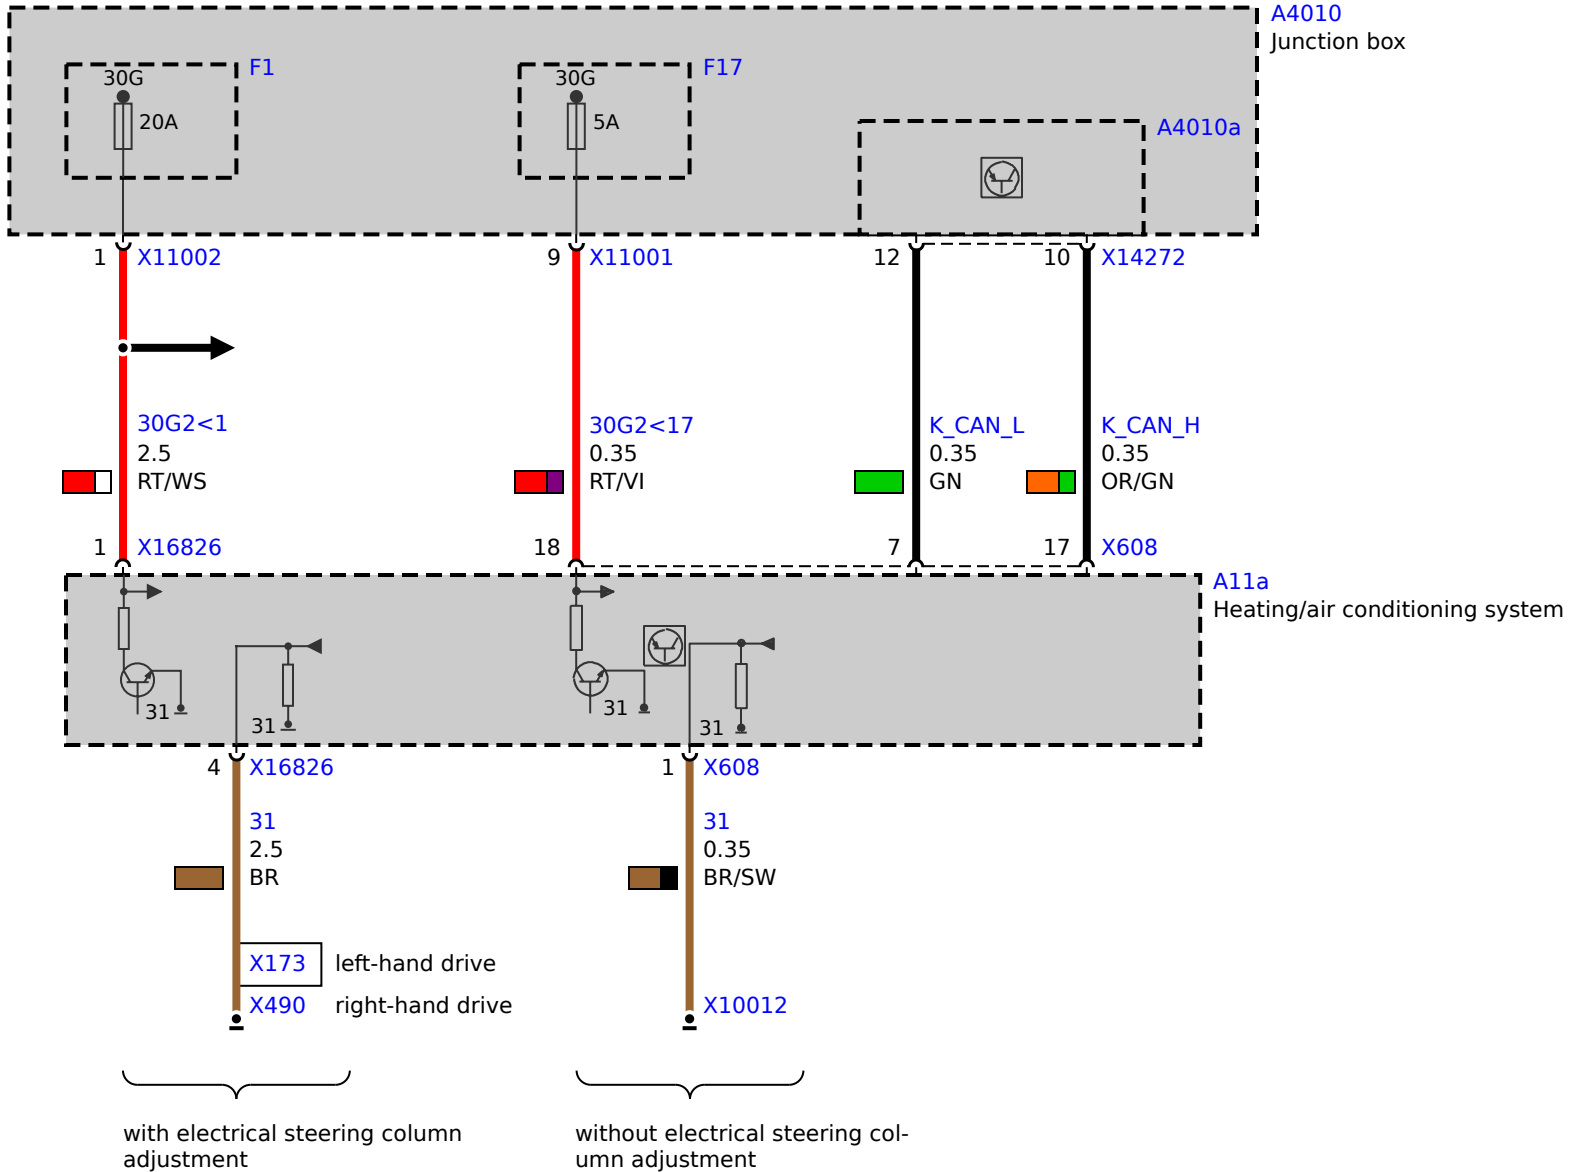 A4010
Junction box
F1
30G
20A
F17
30G
5A
A4010a
1 X11002
9 X11001
12
10 X14272
30G2<1
2.5
RT/WS
30G2<17
0.35
RT/VI
K_CAN_L
0.35
GN
K_CAN_H
0.35
OR/GN
1 X16826
18
7
17 X608
A11a
Heating/air conditioning system
31
31
31
31
4 X16826
1 X608
31
2.5
BR
31
0.35
BR/SW
X173 left-hand drive
X490 right-hand drive
X10012
with electrical steering column
adjustment
without electrical steering col-
umn adjustment